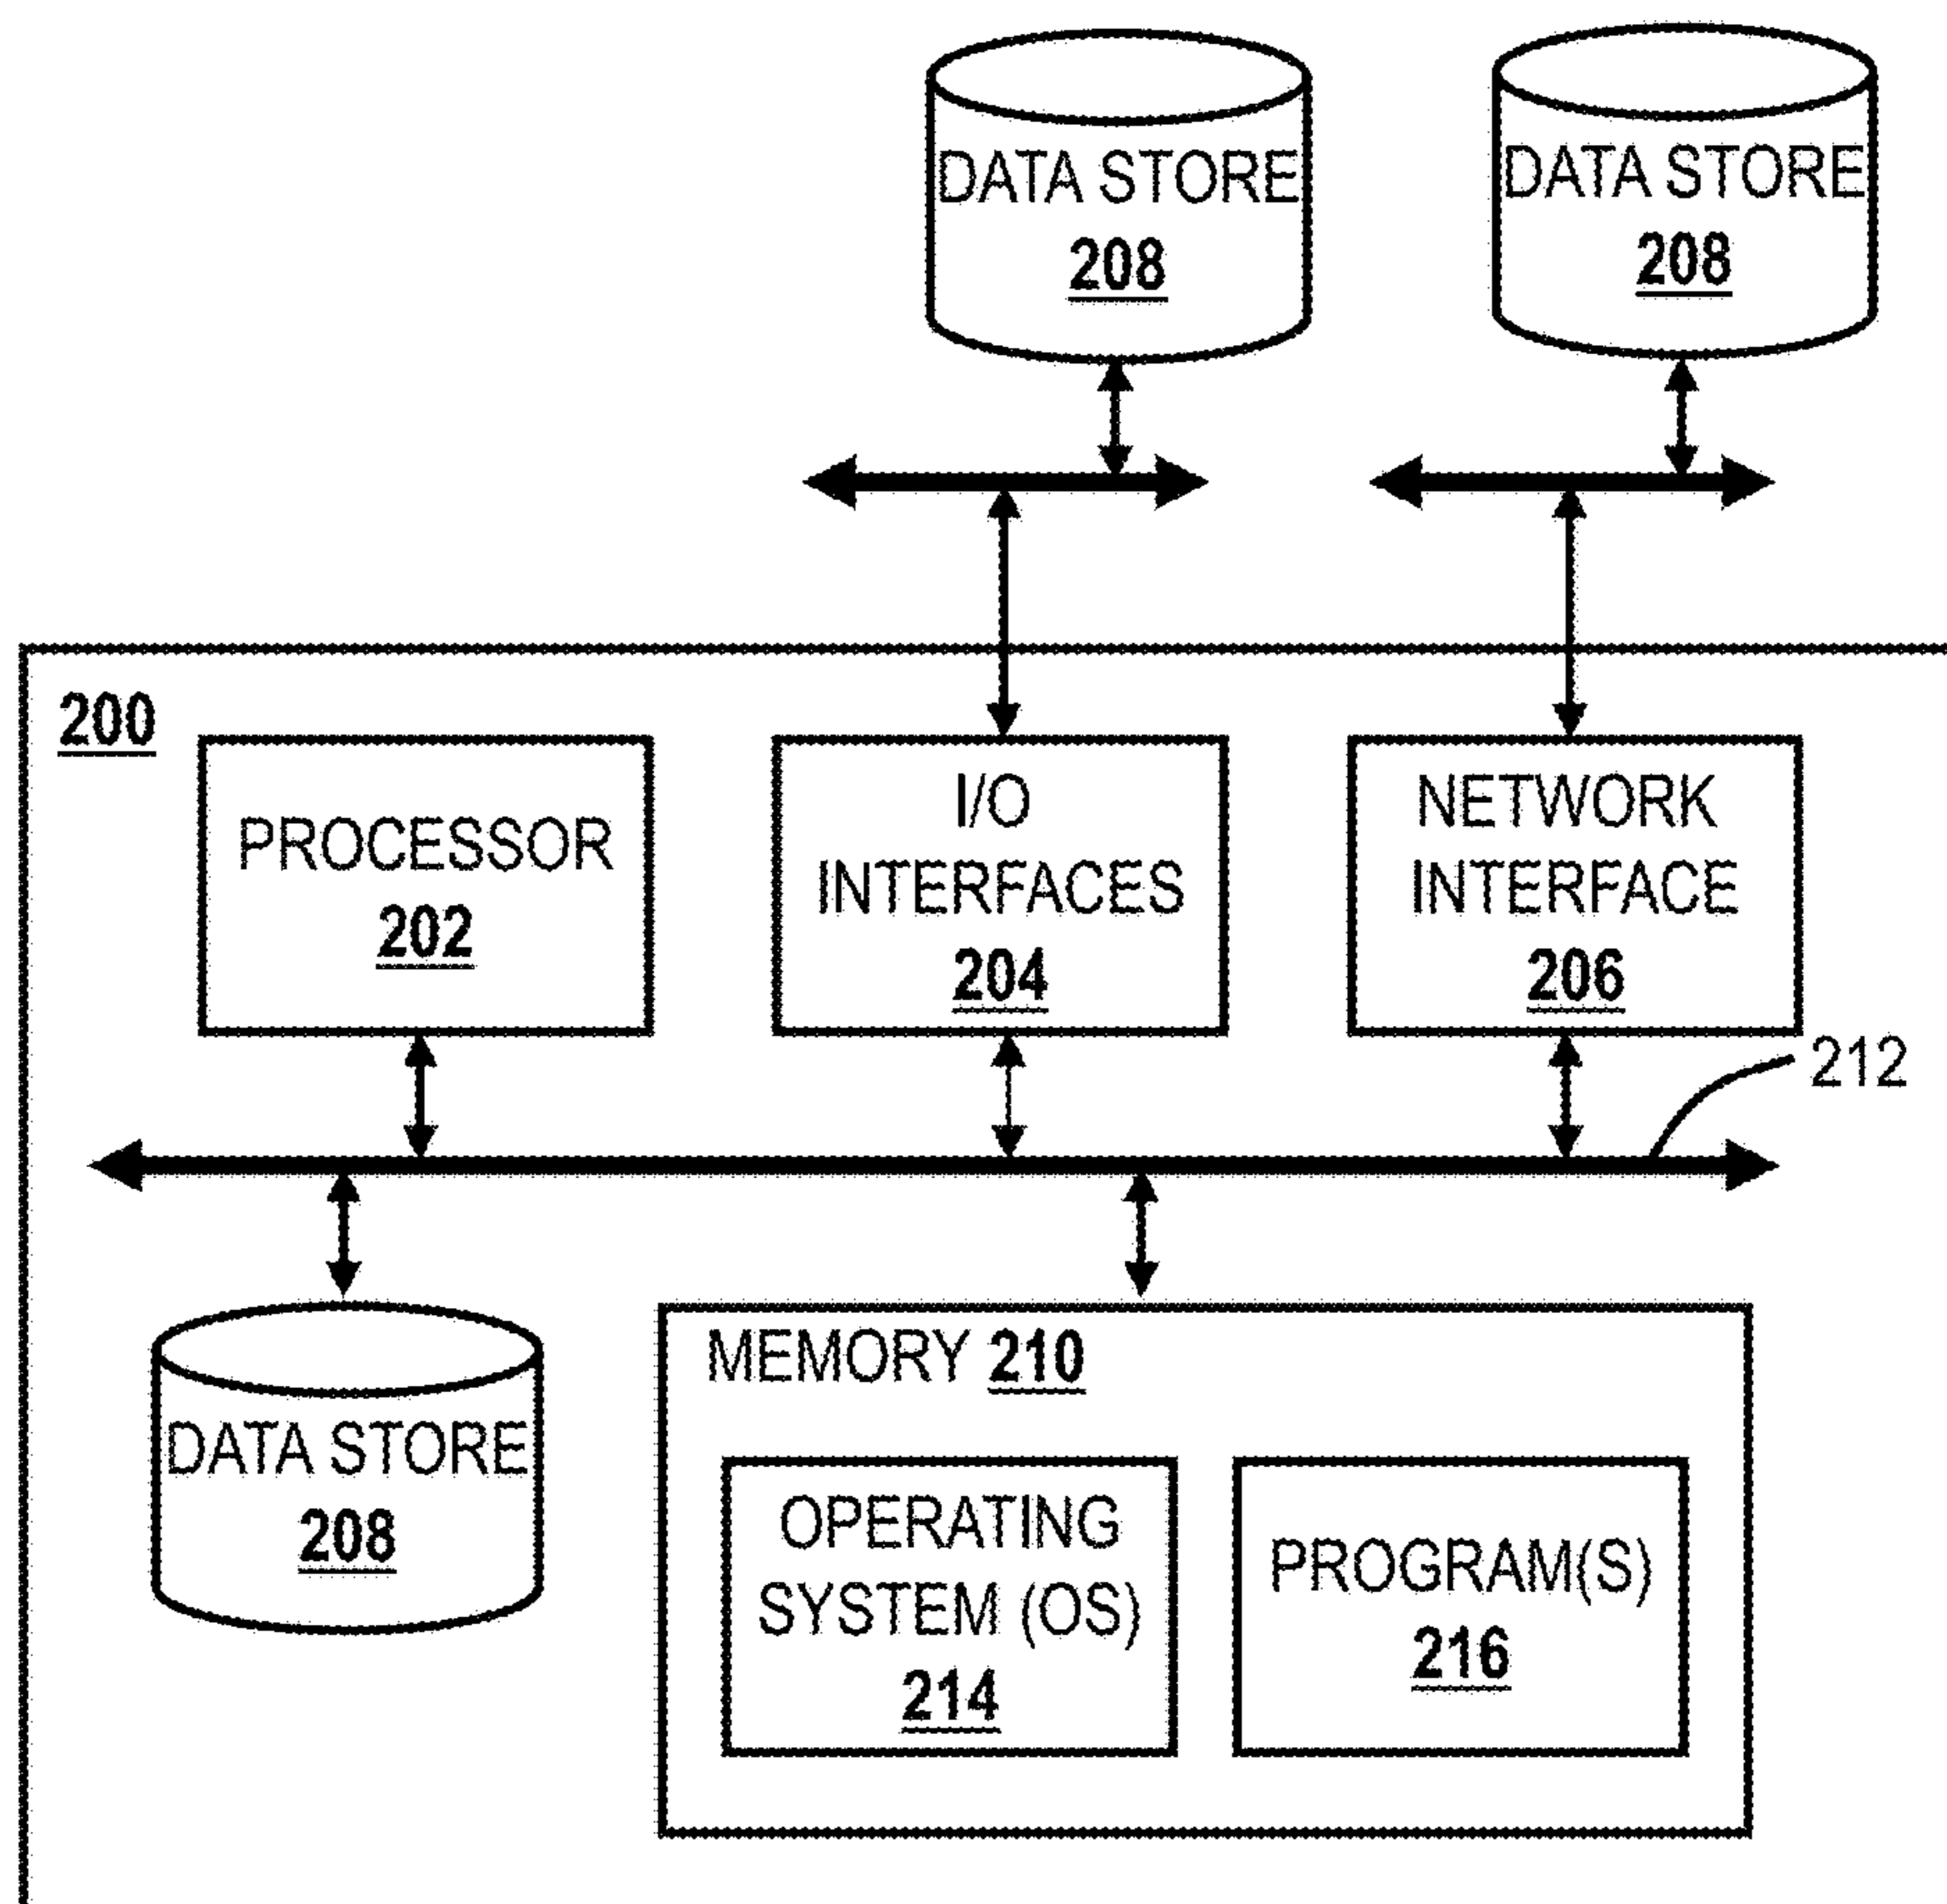 DATA STORE
208
DATA STORE
208
200
PROCESSOR
202
I/O
INTERFACES
204
NETWORK
INTERFACE
206
212
DATA STORE
208
MEMORY 210
OPERATING
SYSTEM (OS)
214
PROGRAM(S)
216